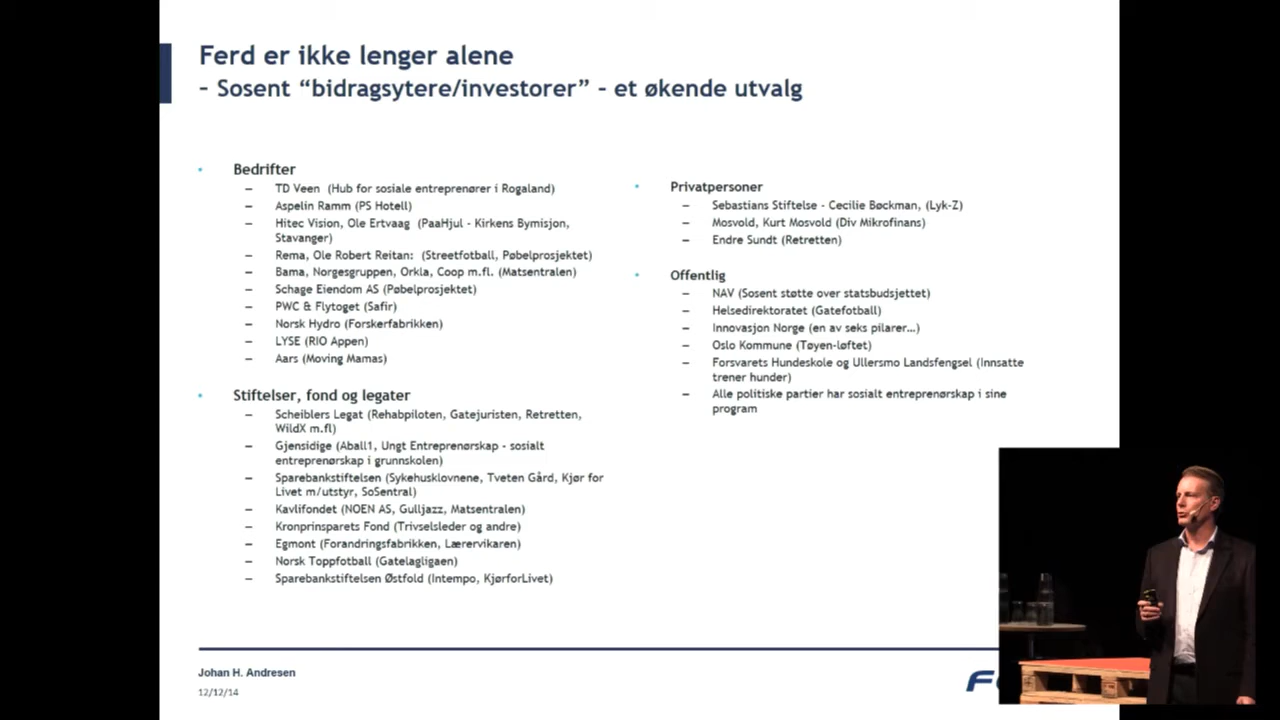 Ferd er ikke lenger alene
– Sosent “bidragsytere/investorer” – et økende utvalg
• Bedrifter
– TD Veen (Hub for sosiale entreprenører i Rogaland)
– Aspelin Ramm (PS Hotell)
– Hitec Vision, Ole Ertvaag (PaaHjul - Kirkens Bymisjon,
Stavanger)
– Rema, Ole Robert Reitan: (Streetfotball, Pøbelprosjektet)
– Bama, Norgesgruppen, Orkla, Coop m.fl. (Matsentralen)
– Schage Eiendom AS (Pøbelprosjektet)
– PWC & Flytoget (Safir)
– Norsk Hydro (Forskerfabrikken)
– LYSE (RIO Appen)
– Aars (Moving Mamas)
• Stiftelser, fond og legater
– Scheiblers Legat (Rehabpiloten, Gatejuristen, Retretten,
WildX m.fl)
– Gjensidige (Aball1, Ungt Entreprenørskap - sosialt
entreprenørskap i grunnskolen)
– Sparebankstiftelsen (Sykehusklovnene, Tveten Gård, Kjør for
Livet m/utstyr, SoSentral)
– Kavlifondet (NOEN AS, Gulljazz, Matsentralen)
– Kronprinsparets Fond (Trivselsleder og andre)
– Egmont (Forandringsfabrikken, Lærervikaren)
– Norsk Toppfotball (Gatelagligaen)
– Sparebankstiftelsen Østfold (Intempo, KjørforLivet)
• Privatpersoner
– Sebastians Stiftelse - Cecilie Bøckman, (Lyk-Z)
– Mosvold, Kurt Mosvold (Div Mikrofinans)
– Endre Sundt (Retretten)
• Offentlig
– NAV (Sosent støtte over statsbudsjettet)
– Helsedirektoratet (Gatefotball)
– Innovasjon Norge (en av seks pilarer…)
– Oslo Kommune (Tøyen-løftet)
– Forsvarets Hundeskole og Ullersmo Landsfengsel (Innsatte
trener hunder)
– Alle politiske partier har sosialt entreprenørskap i sine
program
Johan H. Andresen
12/12/14